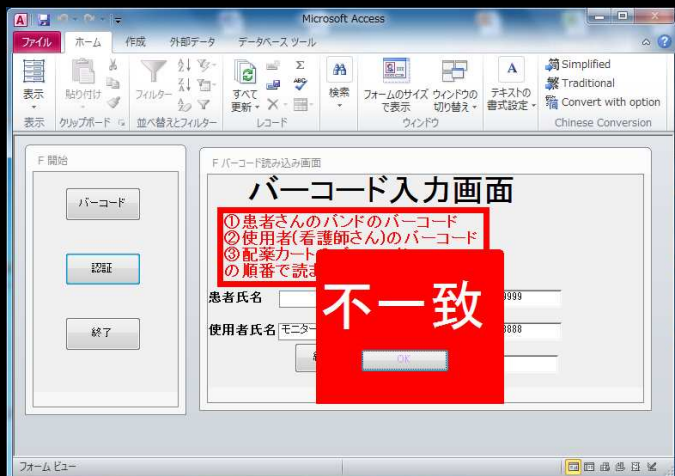 Microsoft Access
ファイル ホーム 作成 外部データ データベース ツール
表示 貼り付け フィルター すべて更新 検索 フォームのサイズで表示 ウィンドウの切り替え テキストの書式設定 簡 Simplified
繁 Traditional
Convert with option
表示 クリップボード 並べ替えとフィルター レコード ウィンドウ Chinese Conversion
F 開始
バーコード
認証
終了
F バーコード読み込み画面
バーコード入力画面
①患者さんのバンドのバーコード
②使用者(看護師さん)のバーコード
③配薬カート
の順番で読ま
不一致
OK
患者氏名 9999
使用者氏名 モニター 8888
フォーム ビュー